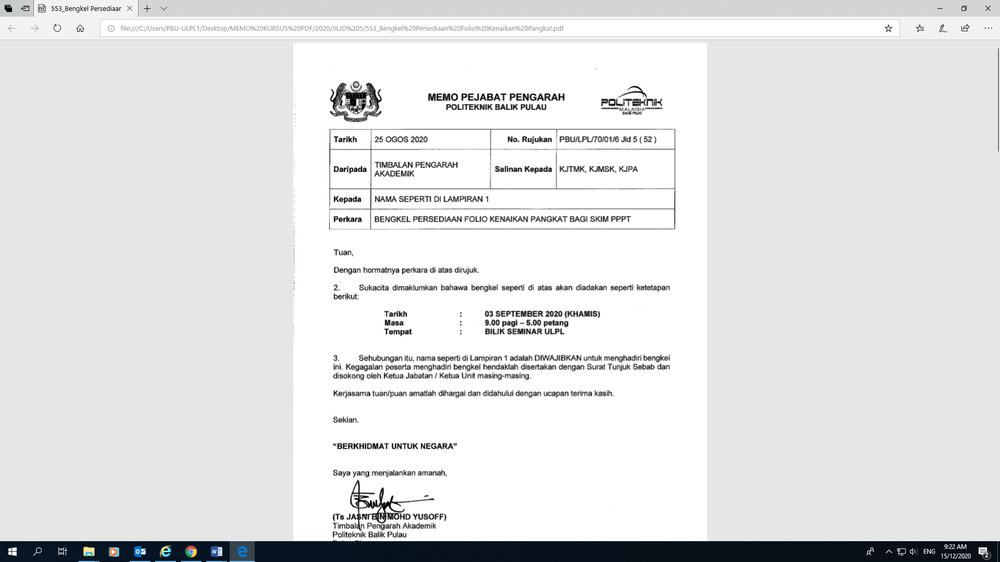 553_Bengkel Persediaar
file:///C:/Users/PBU-ULPL1/Desktop/MEMO%20KURSUS%20PDF/2020/JILID%205/553_Bengkel%20Persediaan%20Folio%20Kenaikan%20Pangkat.pdf
MEMO PEJABAT PENGARAH
POLITEKNIK BALIK PULAU
POLITEKNIK
MALAYSIA
BALIK PULAU
Tarikh 25 OGOS 2020 No. Rujukan PBU/LPL/70/01/6 Jld 5 ( 52 )
Daripada TIMBALAN PENGARAH AKADEMIK Salinan Kepada KJTMK, KJMSK, KJPA
Kepada NAMA SEPERTI DI LAMPIRAN 1
Perkara BENGKEL PERSEDIAAN FOLIO KENAIKAN PANGKAT BAGI SKIM PPPT
Tuan,
Dengan hormatnya perkara di atas dirujuk.
2. Sukacita dimaklumkan bahawa bengkel seperti di atas akan diadakan seperti ketetapan
berikut:
Tarikh : 03 SEPTEMBER 2020 (KHAMIS)
Masa : 9.00 pagi – 5.00 petang
Tempat : BILIK SEMINAR ULPL
3. Sehubungan itu, nama seperti di Lampiran 1 adalah DIWAJIBKAN untuk menghadiri bengkel
ini. Kegagalan peserta menghadiri bengkel hendaklah disertakan dengan Surat Tunjuk Sebab dan
disokong oleh Ketua Jabatan / Ketua Unit masing-masing.
Kerjasama tuan/puan amatlah dihargai dan didahului dengan ucapan terima kasih.
Sekian.
“BERKHIDMAT UNTUK NEGARA”
Saya yang menjalankan amanah,
(Ts JASNI BIN MOHD YUSOFF)
Timbalan Pengarah Akademik
Politeknik Balik Pulau
ENG
9:22 AM
15/12/2020
2